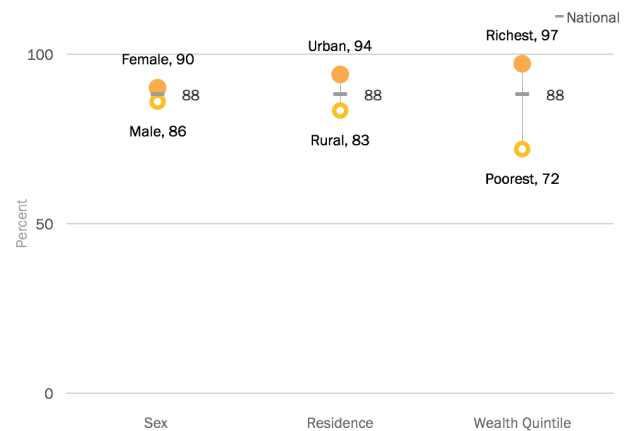 National
Richest, 97
Urban, 94
Female, 90
100
88
88
88
Male, 86
Rural, 83
Poorest, 72
Percent
50
0
Sex
Residence
Wealth Quintile